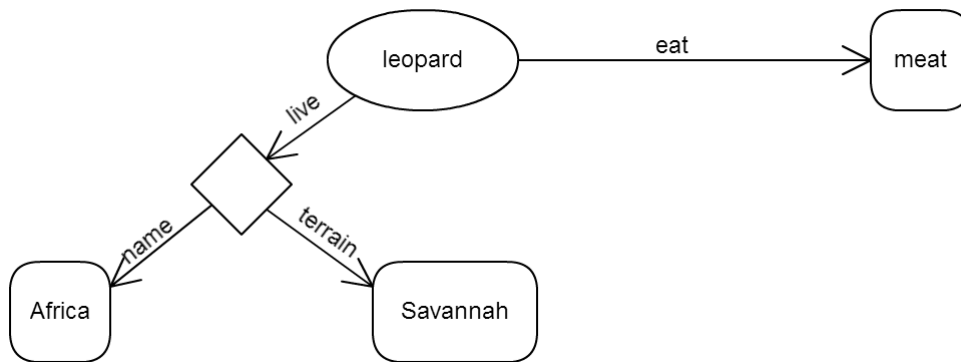 leopard
eat
meat
live
name
terrain
Africa
Savannah